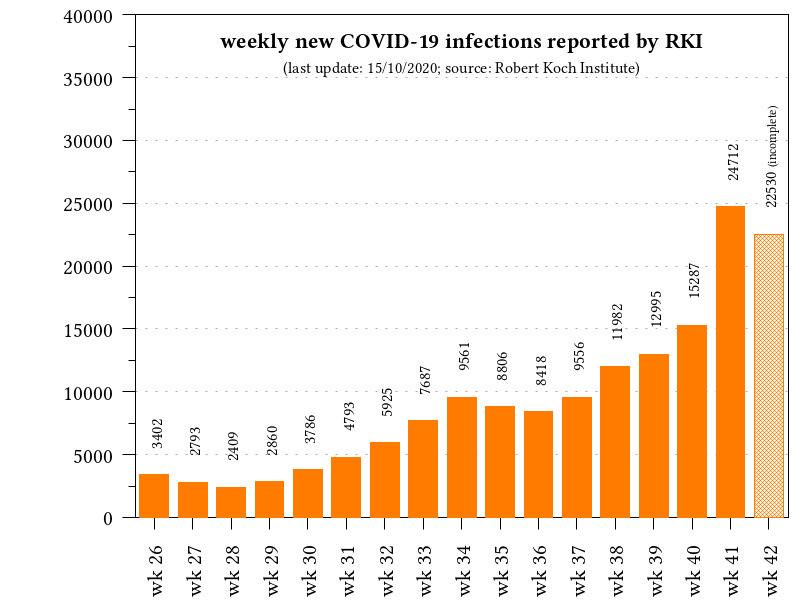 weekly new COVID-19 infections reported by RKI
(last update: 15/10/2020; source: Robert Koch Institute)
40000
35000
30000
25000
20000
15000
10000
5000
0
3402
2793
2409
2860
3786
4793
5925
7687
9561
8806
8418
9556
11982
12995
15287
24712
22530 (incomplete)
wk 26
wk 27
wk 28
wk 29
wk 30
wk 31
wk 32
wk 33
wk 34
wk 35
wk 36
wk 37
wk 38
wk 39
wk 40
wk 41
wk 42